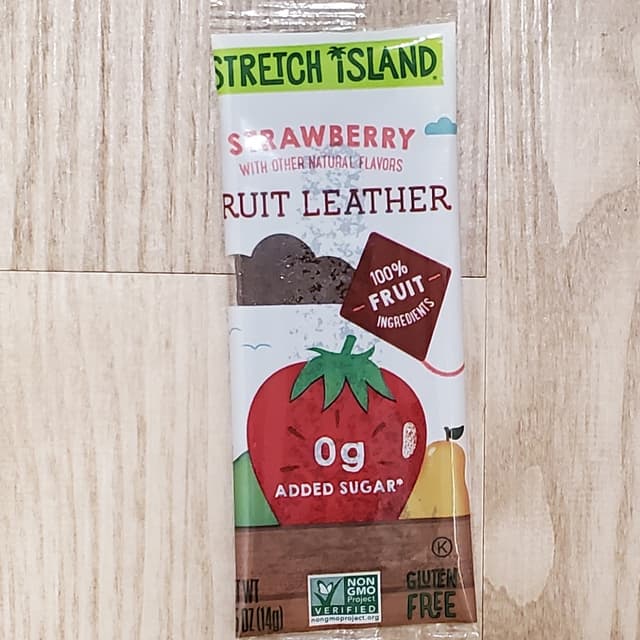 STRETCH ISLAND
STRAWBERRY
WITH OTHER NATURAL FLAVORS
RUIT LEATHER
100%
FRUIT
INGREDIENTS
0g
ADDED SUGAR*
K
WT
OZ (14g)
NON
GMO
Project
VERIFIED
nongmoproject.org
GLUTEN
FREE